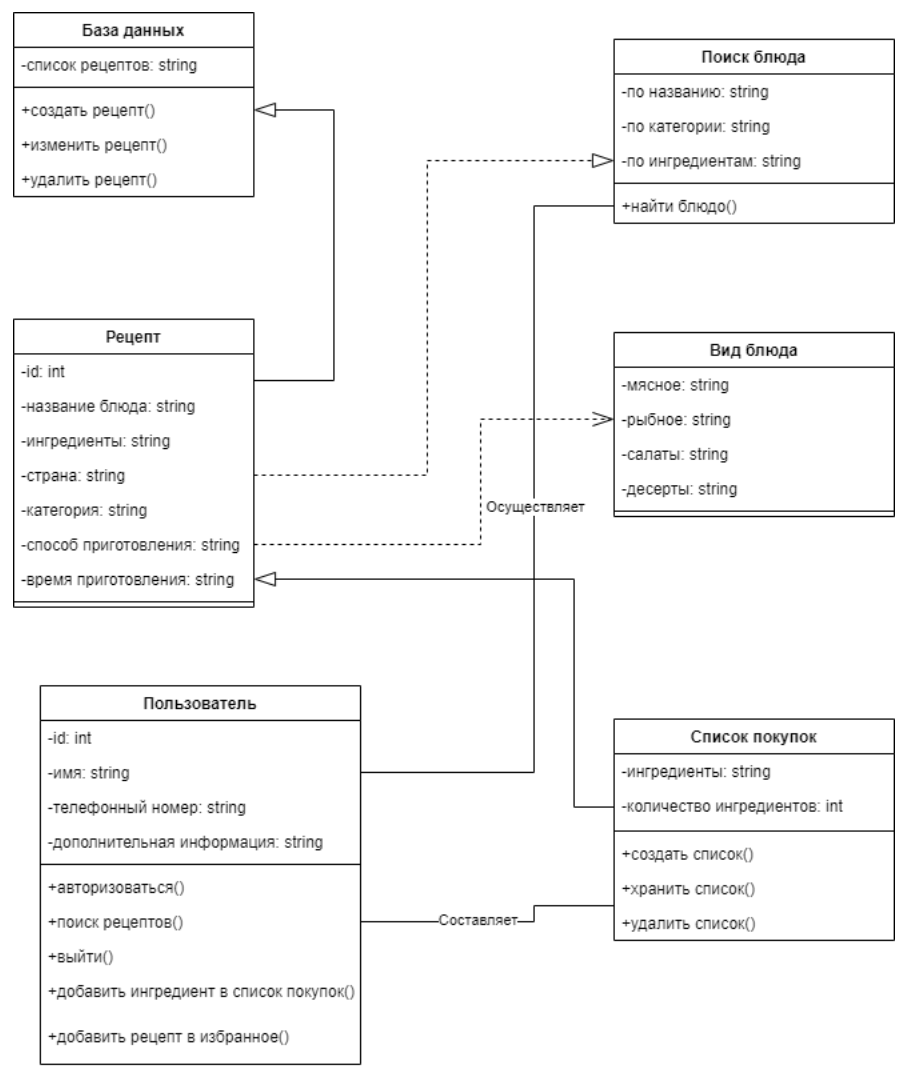 База данных
-список рецептов: string
+создать рецепт()
+изменить рецепт()
+удалить рецепт()
Поиск блюда
-по названию: string
-по категории: string
-по ингредиентам: string
+найти блюдо()
Рецепт
-id: int
-название блюда: string
-ингредиенты: string
-страна: string
-категория: string
-способ приготовления: string
-время приготовления: string
Вид блюда
-мясное: string
-рыбное: string
-салаты: string
-десерты: string
Осуществляет
Пользователь
-id: int
-имя: string
-телефонный номер: string
-дополнительная информация: string
+авторизоваться()
+поиск рецептов()
+выйти()
+добавить ингредиент в список покупок()
+добавить рецепт в избранное()
Составляет
Список покупок
-ингредиенты: string
-количество ингредиентов: int
+создать список()
+хранить список()
+удалить список()